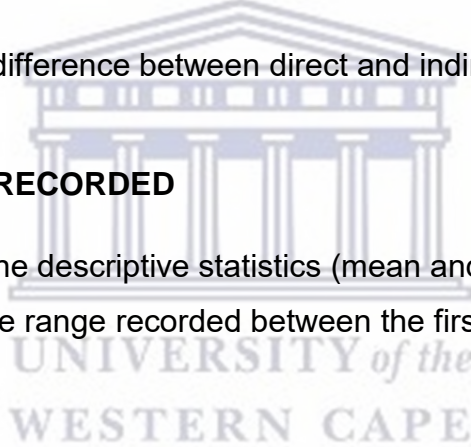 difference between direct and indi
RECORDED
he descriptive statistics (mean and
e range recorded between the firs
UNIVERSITY of the
WESTERN CAPE